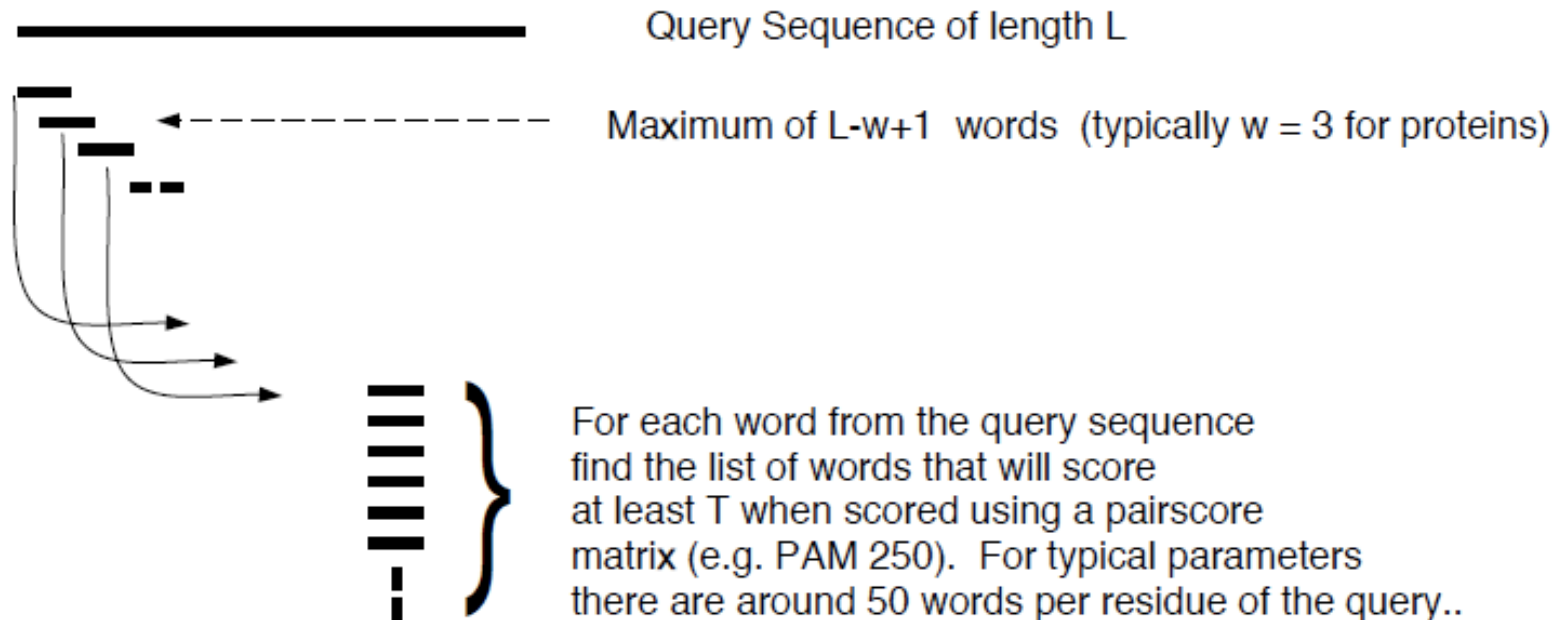 Query Sequence of length L
Maximum of L-w+1 words (typically w = 3 for proteins)
For each word from the query sequence
find the list of words that will score
at least T when scored using a pairscore
matrix (e.g. PAM 250). For typical parameters
there are around 50 words per residue of the query..